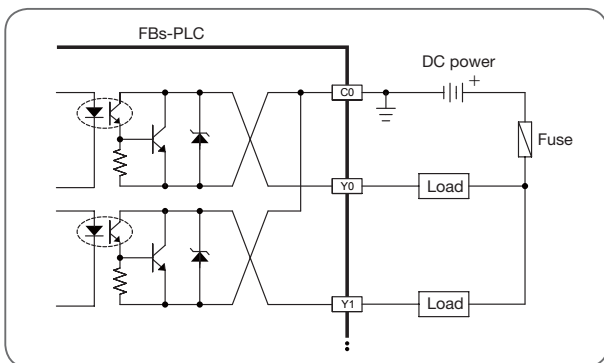 FBs-PLC
DC power
+
C0
Fuse
Y0
Load
Y1
Load